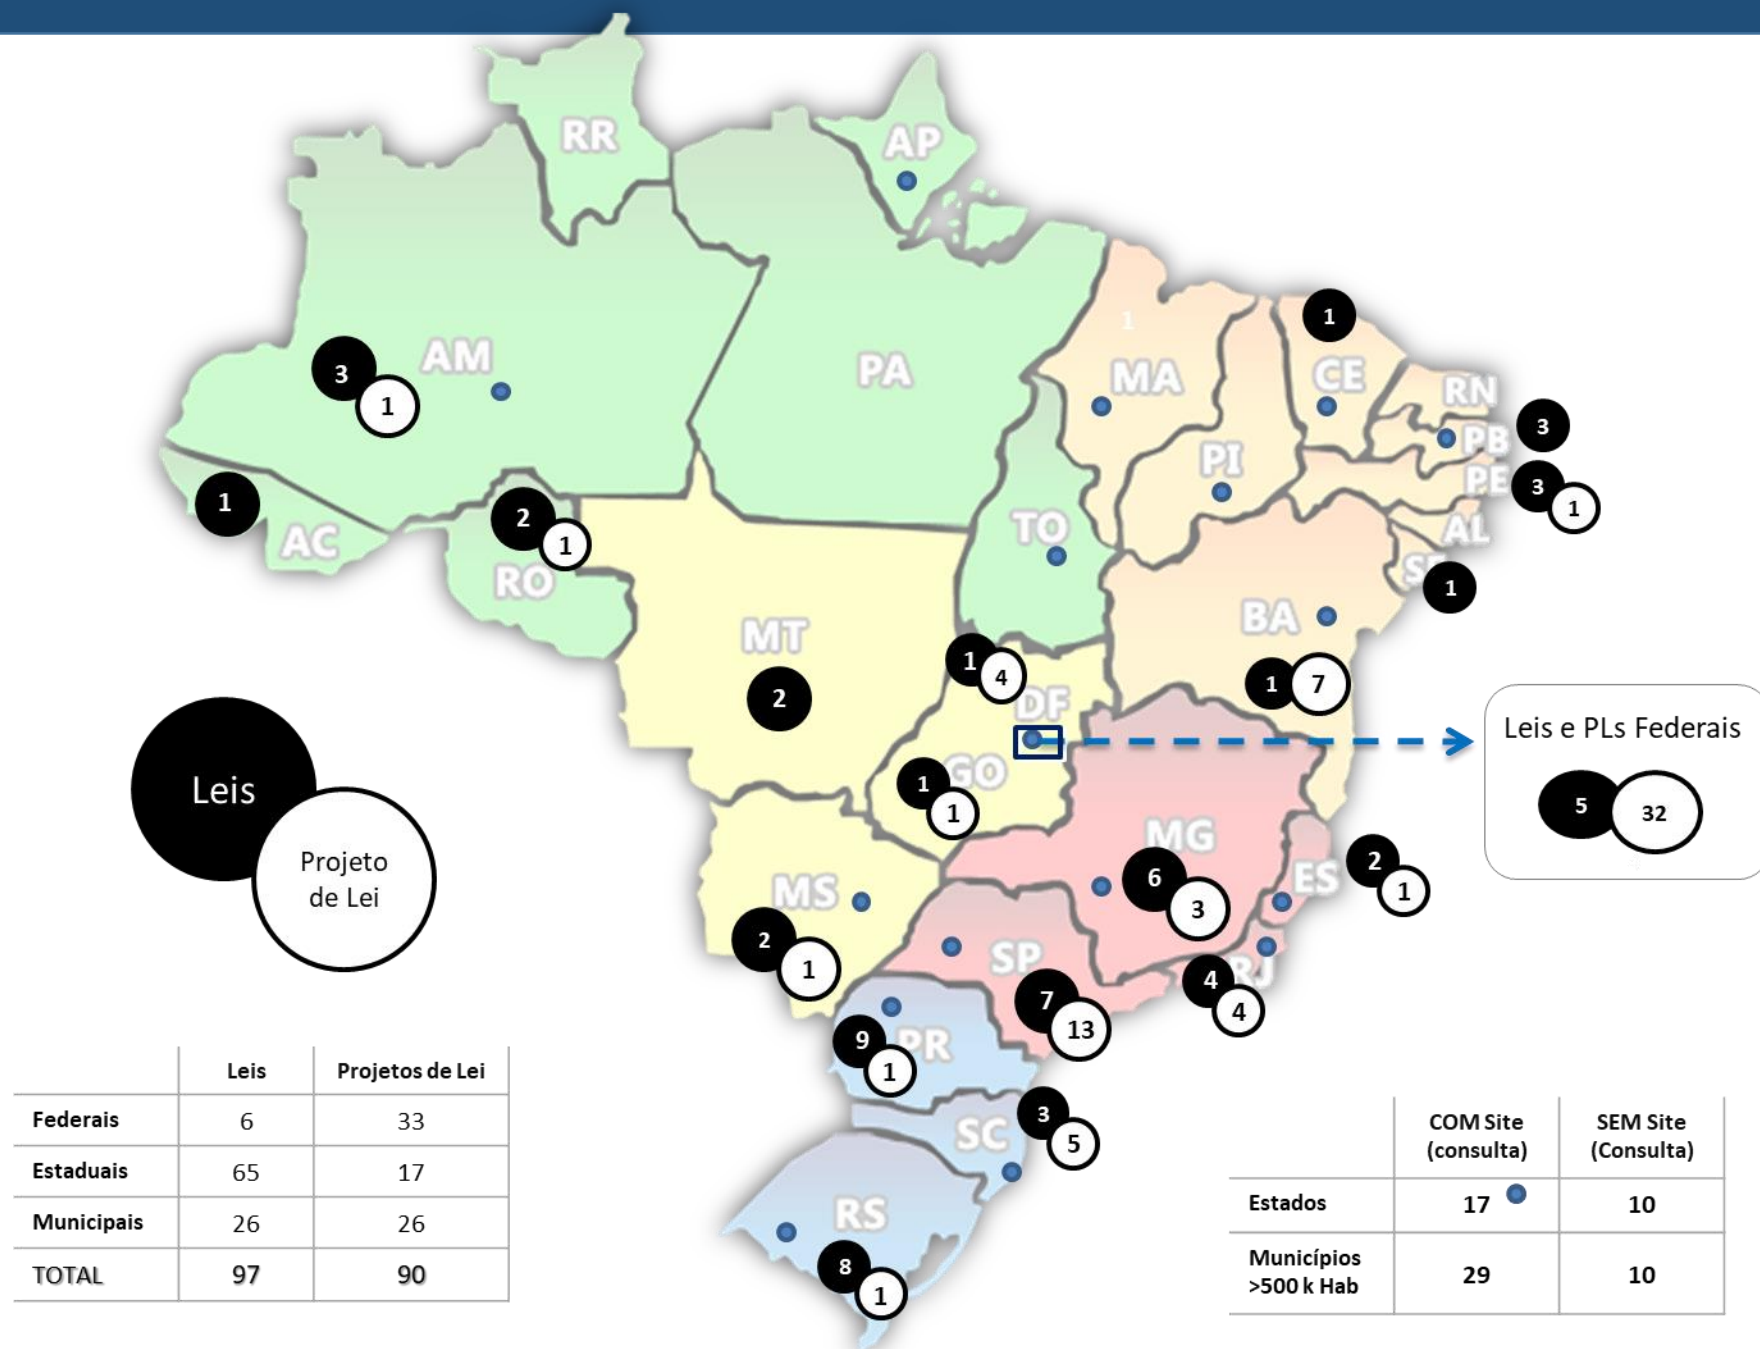 RR
AP
AM
3
1
PA
1
MA
1
CE
RN
PB
3
PE
3
1
AL
PI
TO
1
AC
2
1
RO
1
BA
1
7
MT
2
1
4
DF
GO
1
1
Leis e PLs Federais
5
32
Leis
Projeto
de Lei
MG
6
3
ES
2
1
MS
2
1
SP
7
13
RJ
4
4
PR
9
1
SC
3
5
RS
8
1
Leis Projetos de Lei
Federais 6 33
Estaduais 65 17
Municipais 26 26
TOTAL 97 90
COM Site SEM Site
(consulta) (Consulta)
Estados 17 10
Municípios
>500 k Hab 29 10